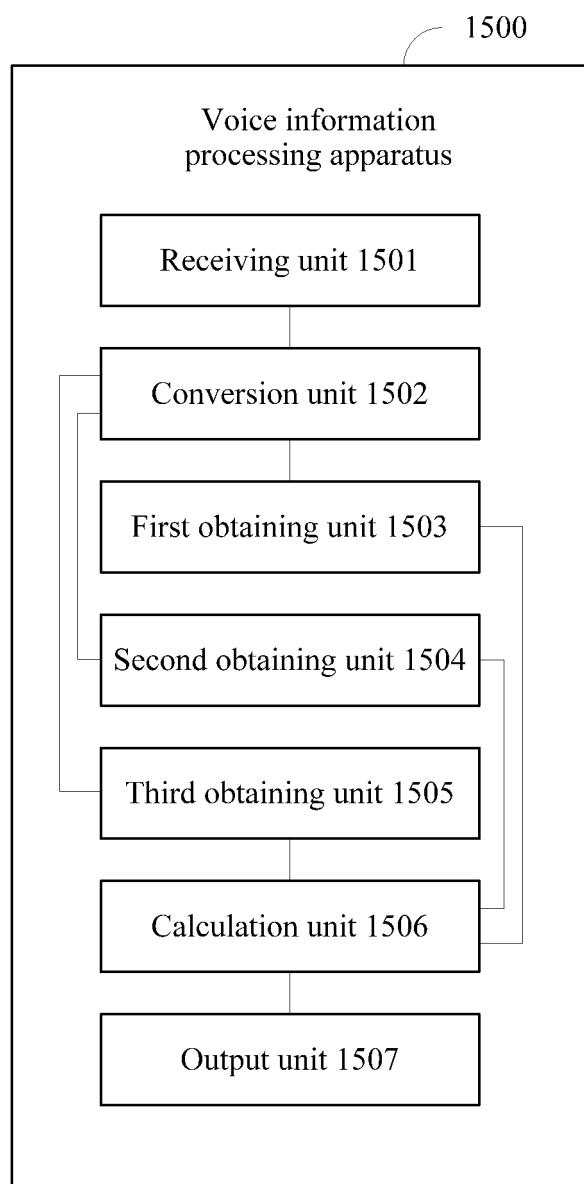 1500
Voice information
processing apparatus
Receiving unit 1501
Conversion unit 1502
First obtaining unit 1503
Second obtaining unit 1504
Third obtaining unit 1505
Calculation unit 1506
Output unit 1507